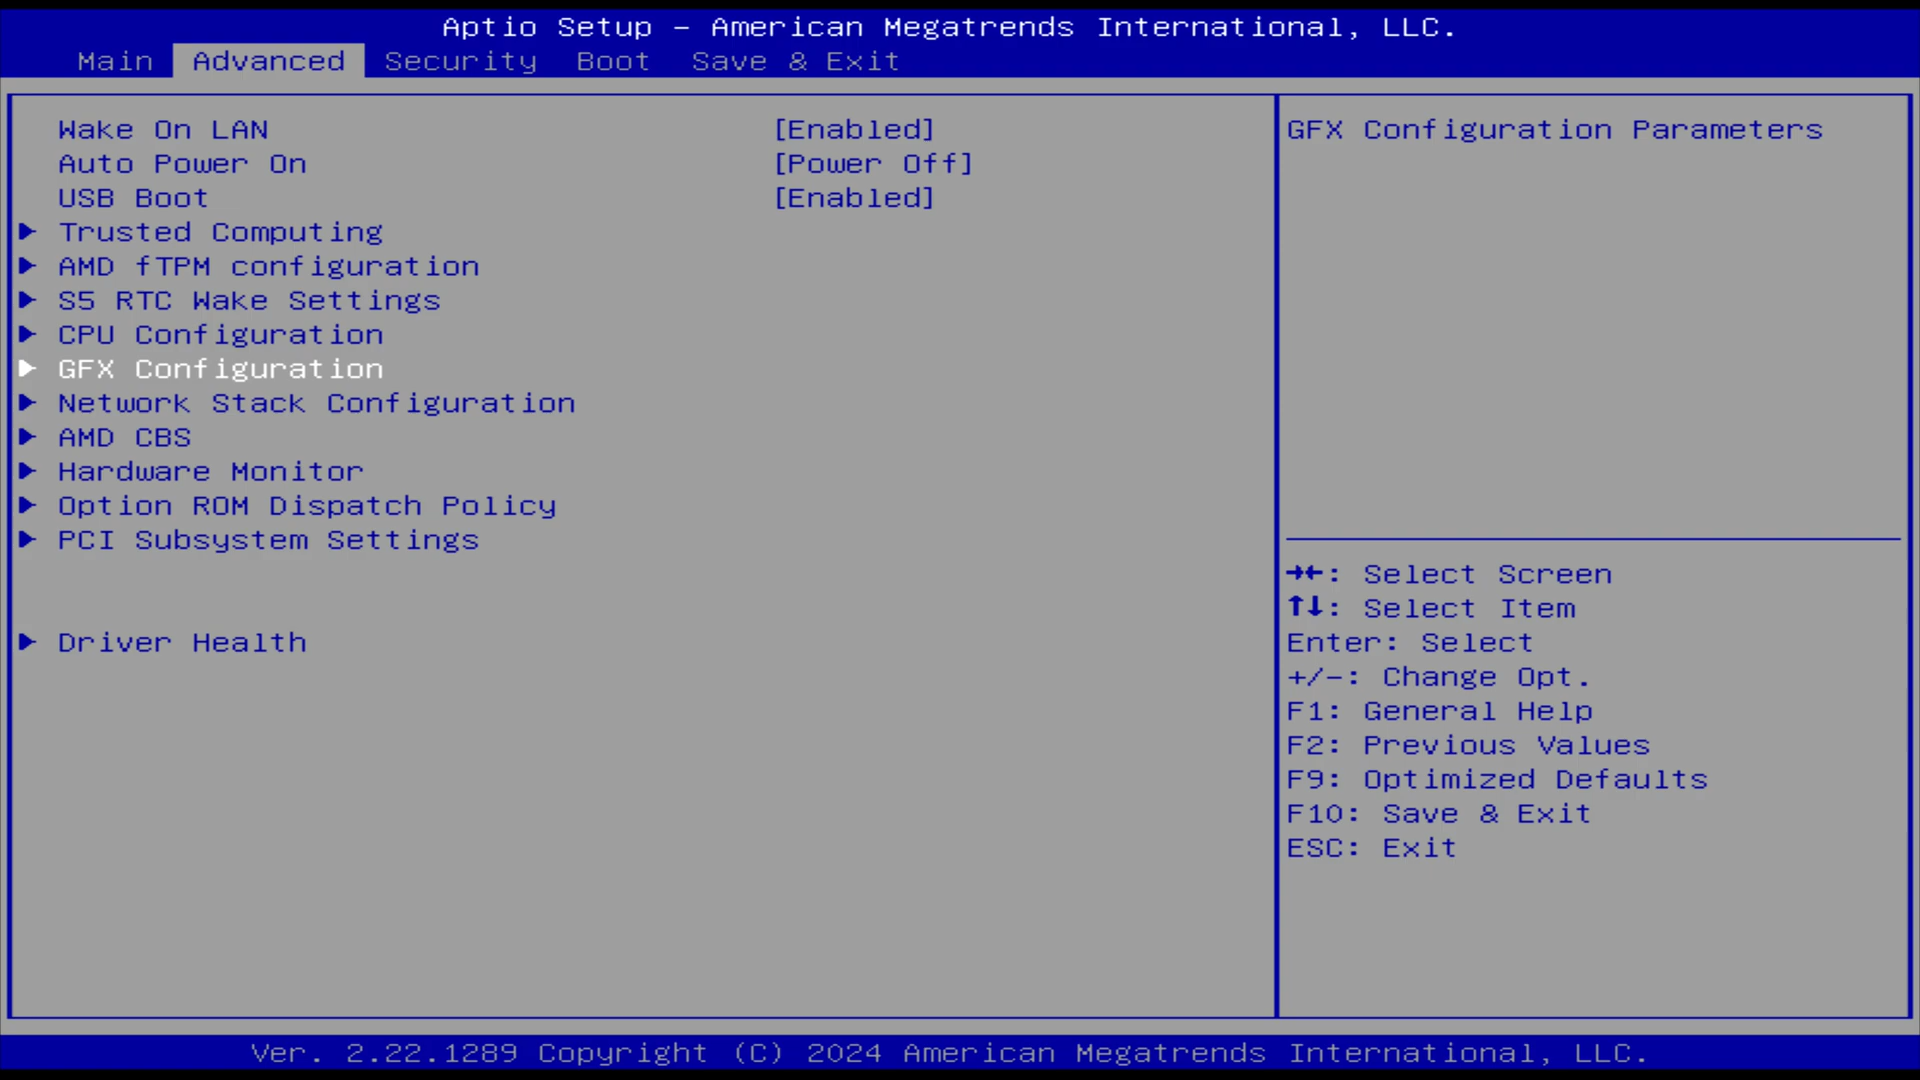 Aptio Setup - American Megatrends International, LLC.
Main Advanced Security Boot Save & Exit
Wake On LAN [Enabled]
Auto Power On [Power Off]
USB Boot [Enabled]
Trusted Computing
AMD fTPM configuration
S5 RTC Wake Settings
CPU Configuration
GFX Configuration
Network Stack Configuration
AMD CBS
Hardware Monitor
Option ROM Dispatch Policy
PCI Subsystem Settings
Driver Health
GFX Configuration Parameters
→←: Select Screen
↑↓: Select Item
Enter: Select
+/-: Change Opt.
F1: General Help
F2: Previous Values
F9: Optimized Defaults
F10: Save & Exit
ESC: Exit
Ver. 2.22.1289 Copyright (C) 2024 American Megatrends International, LLC.